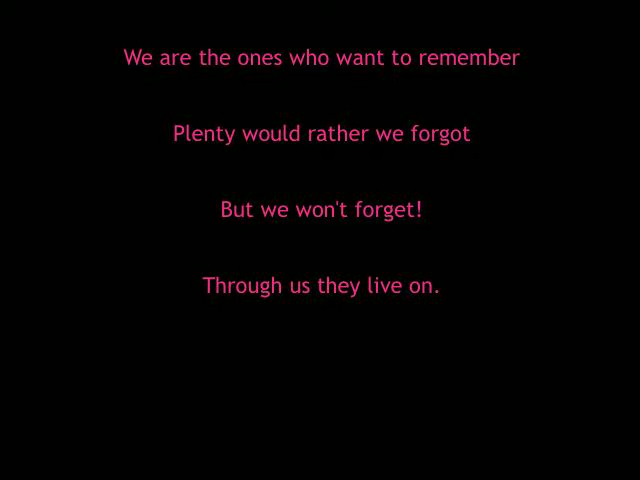 We are the ones who want to remember
Plenty would rather we forgot
But we won't forget!
Through us they live on.